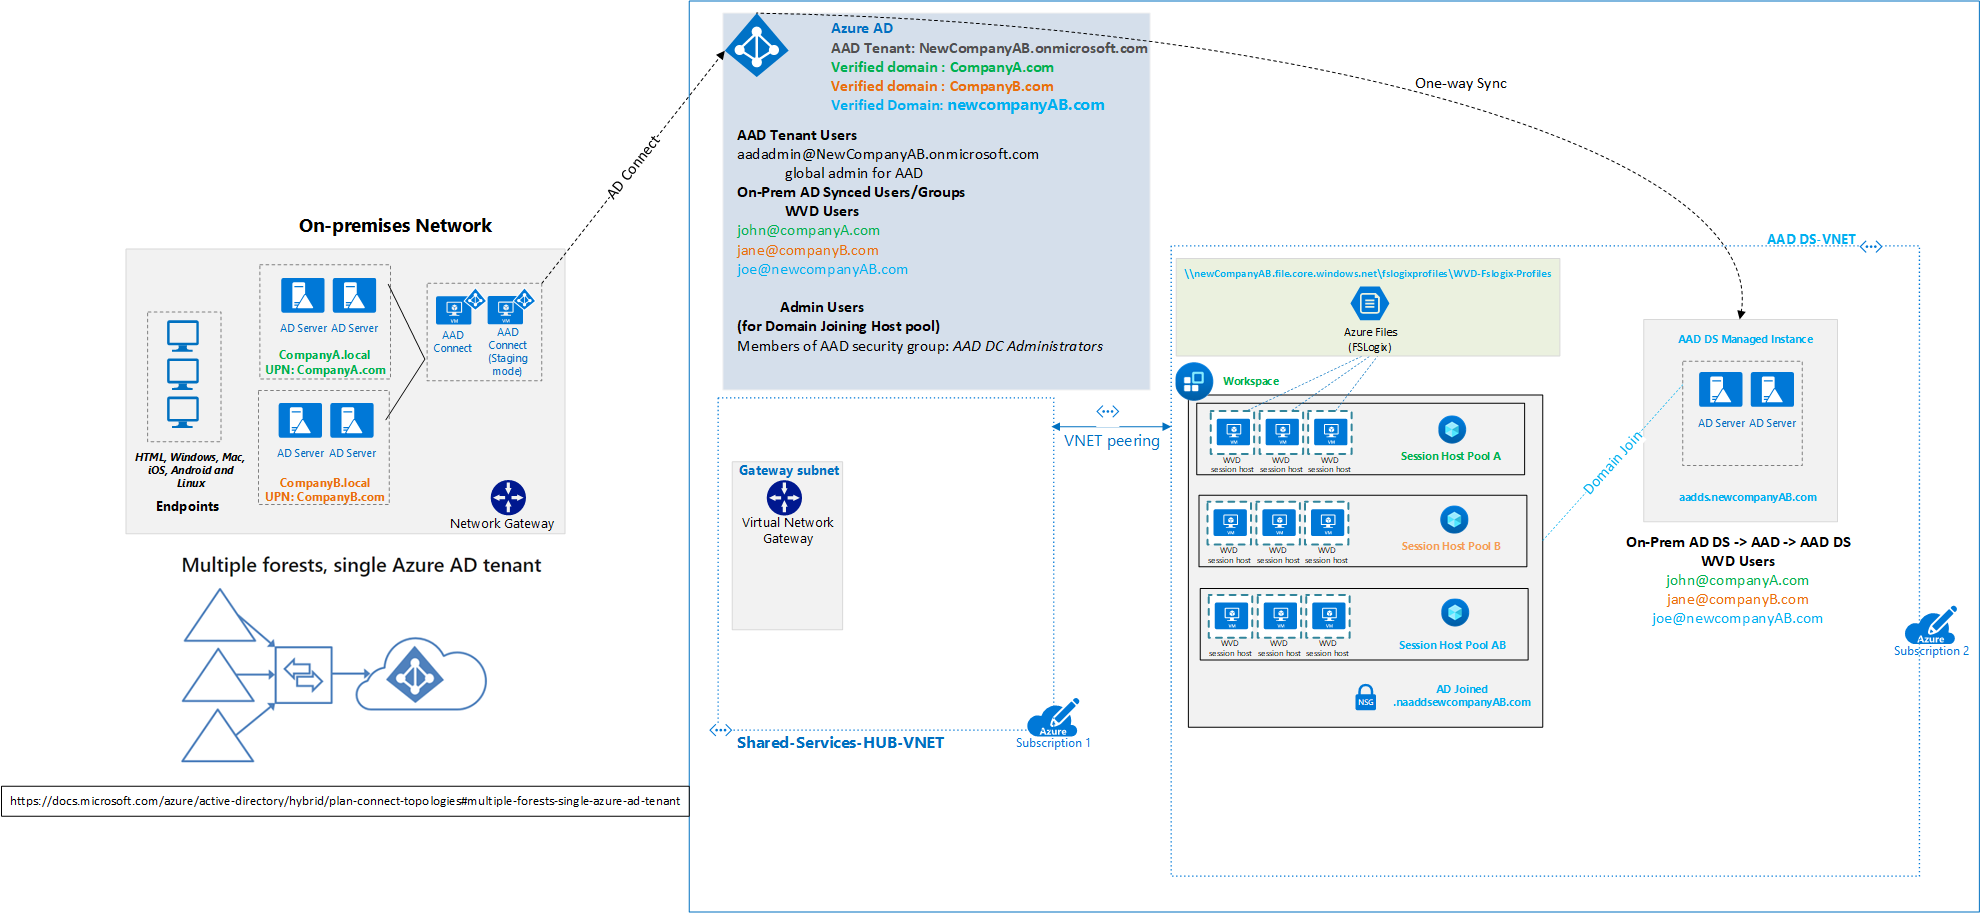 Azure AD
AAD Tenant: NewCompanyAB.onmicrosoft.com
Verified domain : CompanyA.com
Verified domain : CompanyB.com
Verified Domain: newcompanyAB.com
AAD Tenant Users
aadadmin@NewCompanyAB.onmicrosoft.com
global admin for AAD
On-Prem AD Synced Users/Groups
WVD Users
john@companyA.com
jane@companyB.com
joe@newcompanyAB.com
Admin Users
(for Domain Joining Host pool)
Members of AAD security group: AAD DC Administrators
One-way Sync
AD Connect
On-premises Network
AD Server AD Server
CompanyA.local
UPN: CompanyA.com
AD Server AD Server
CompanyB.local
UPN: CompanyB.com
VM
VM
AAD
Connect
AAD
Connect
(Staging
mode)
HTML, Windows, Mac,
iOS, Android and
Linux
Endpoints
Network Gateway
Multiple forests, single Azure AD tenant
https://docs.microsoft.com/azure/active-directory/hybrid/plan-connect-topologies#multiple-forests-single-azure-ad-tenant
VNET peering
Gateway subnet
Virtual Network
Gateway
Shared-Services-HUB-VNET
Azure
Subscription 1
AAD DS-VNET
\\newCompanyAB.file.core.windows.net\fslogixprofiles\WVD-Fslogix-Profiles
Azure Files
(FSLogix)
Workspace
VM
VM
VM
WVD
session host
WVD
session host
WVD
session host
Session Host Pool A
VM
VM
VM
WVD
session host
WVD
session host
WVD
session host
Session Host Pool B
VM
VM
VM
WVD
session host
WVD
session host
WVD
session host
Session Host Pool AB
NSG
AD Joined
.naaddsewcompanyAB.com
Domain Join
AAD DS Managed Instance
AD Server AD Server
aadds.newcompanyAB.com
On-Prem AD DS -> AAD -> AAD DS
WVD Users
john@companyA.com
jane@companyB.com
joe@newcompanyAB.com
Azure
Subscription 2